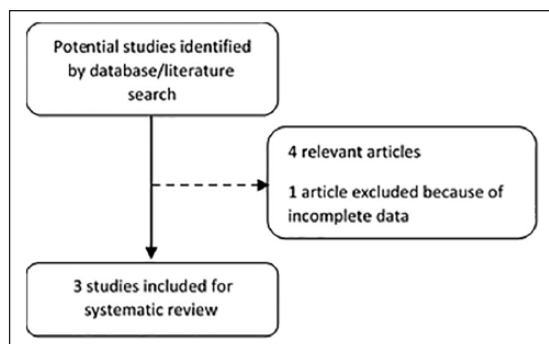 Potential studies identified
by database/literature
search
4 relevant articles
1 article excluded because of
incomplete data
3 studies included for
systematic review